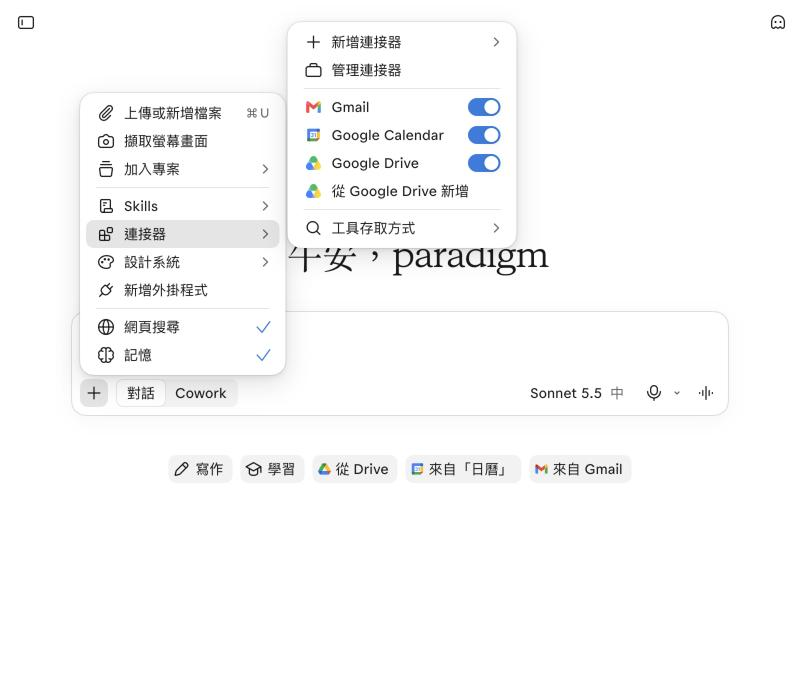 新增連接器
管理連接器
Gmail
Google Calendar
Google Drive
從 Google Drive 新增
工具存取方式
上傳或新增檔案 ⌘U
擷取螢幕畫面
加入專案
Skills
連接器
設計系統
新增外掛程式
網頁搜尋
記憶
午安，paradigm
對話 Cowork Sonnet 5.5 中
寫作 學習 從 Drive 來自「日曆」 來自 Gmail